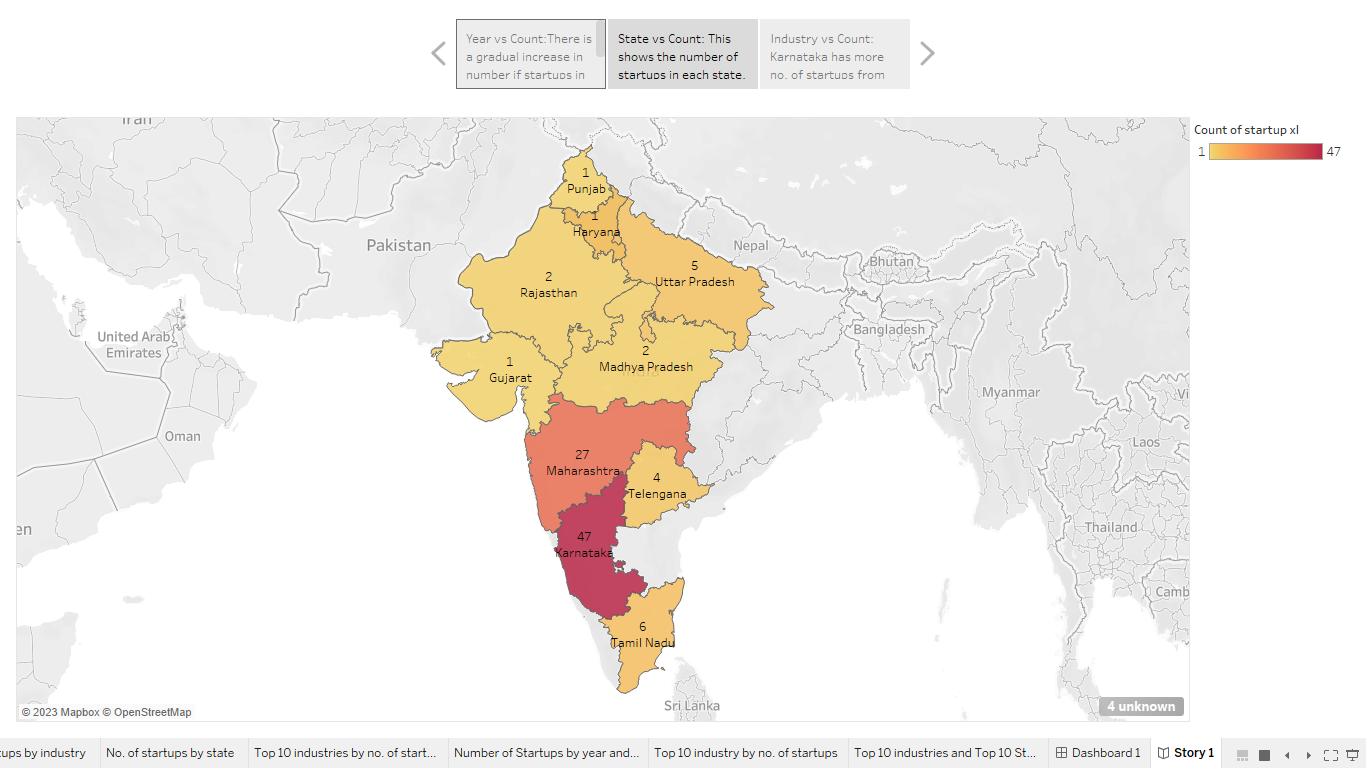 Year vs Count:There is
a gradual increase in
number if startups in
State vs Count: This
shows the number of
startups in each state.
Industry vs Count:
Karnataka has more
no. of startups from
Iran
Count of startup xl
1
47
1
Punjab
1
Haryana
Pakistan
Nepal
5
Uttar Pradesh
Bhutan
2
Rajasthan
United Arab
Emirates
Bangladesh
2
Madhya Pradesh
1
Gujarat
Myanmar
Vi
Oman
Laos
27
Maharashtra
4
Telengana
en
Thailand
47
Karnataka
Camb
6
Tamil Nadu
Sri Lanka
© 2023 Mapbox © OpenStreetMap
4 unknown
tups by industry
No. of startups by state
Top 10 industries by no. of start...
Number of Startups by year and...
Top 10 industry by no. of startups
Top 10 industries and Top 10 St...
Dashboard 1
Story 1